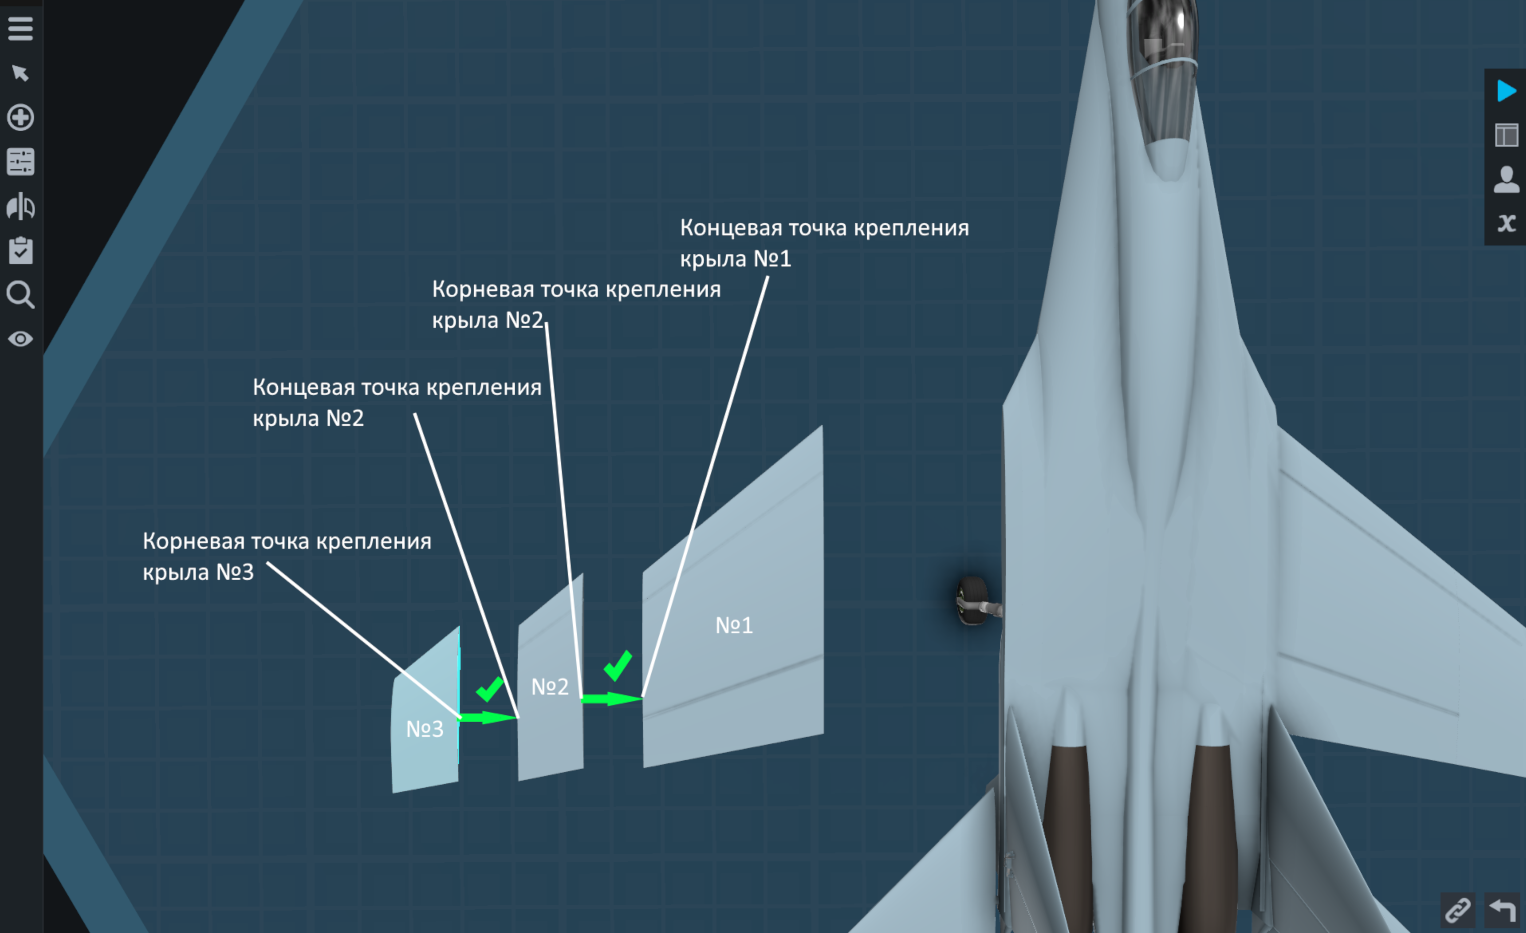 Концевая точка крепления
крыла №1
Корневая точка крепления
крыла №2
Концевая точка крепления
крыла №2
Корневая точка крепления
крыла №3
№1
№2
№3